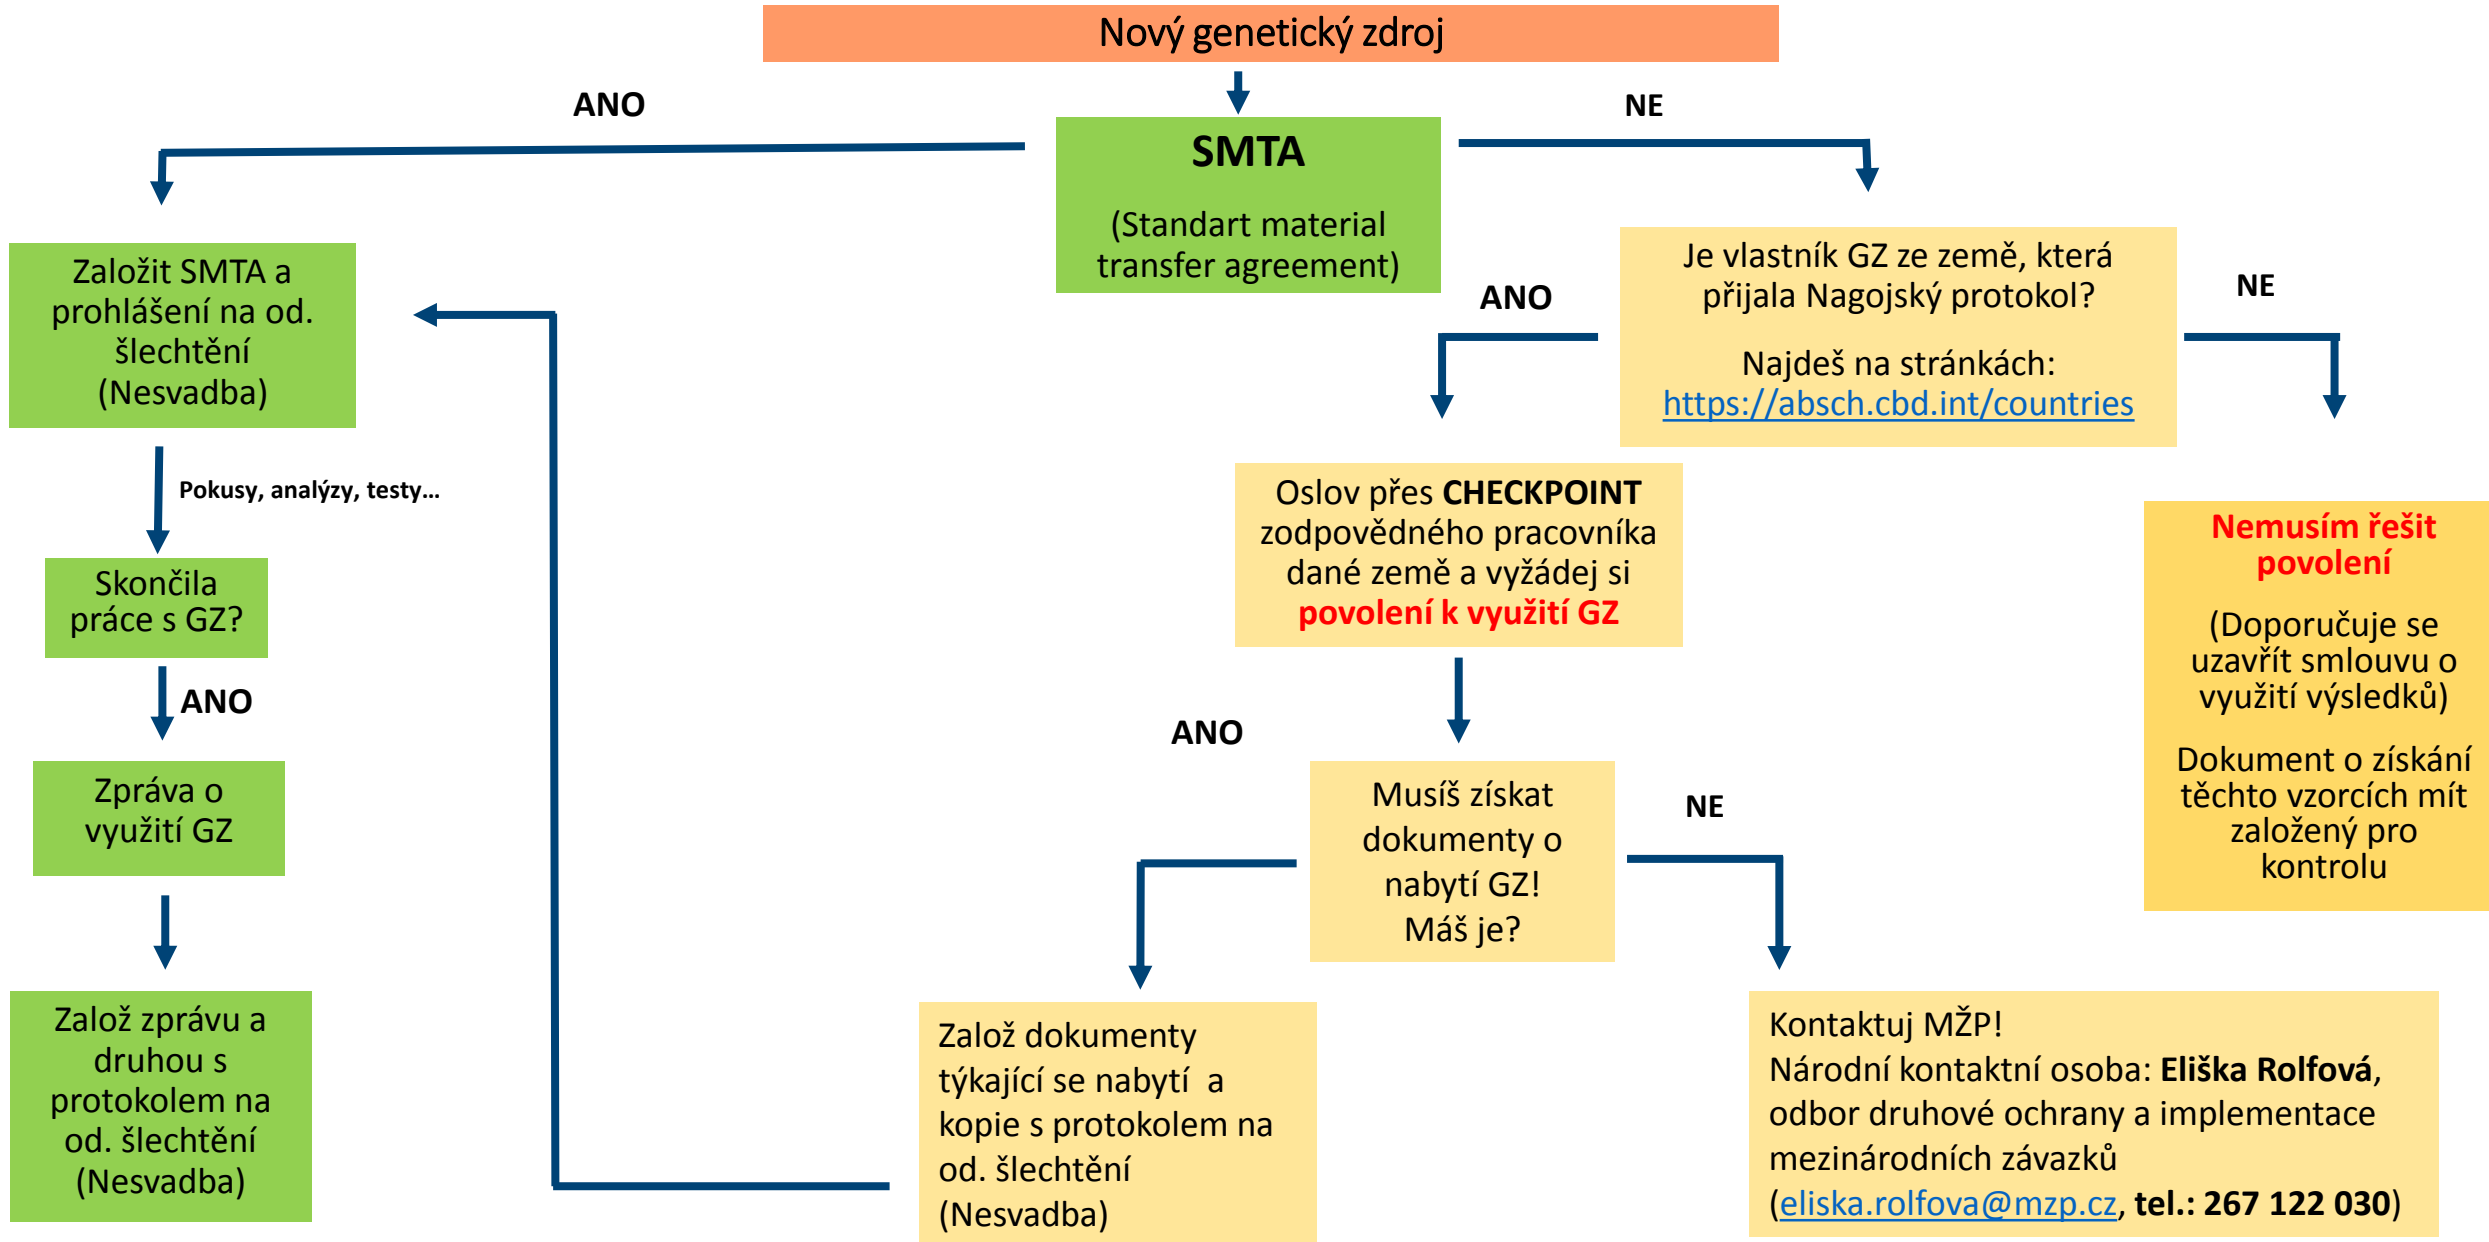 Nový genetický zdroj
ANO
NE
SMTA
(Standart material
transfer agreement)
Založit SMTA a
prohlášení na od.
šlechtění
(Nesvadba)
Pokusy, analýzy, testy…
Skončila
práce s GZ?
ANO
Zpráva o
využití GZ
Založ zprávu a
druhou s
protokolem na
od. šlechtění
(Nesvadba)
Je vlastník GZ ze země, která
přijala Nagojský protokol?
Najdeš na stránkách:
https://absch.cbd.int/countries
ANO
NE
Oslov přes CHECKPOINT
zodpovědného pracovníka
dané země a vyžádej si
povolení k využití GZ
Nemusím řešit
povolení
(Doporučuje se
uzavřít smlouvu o
využití výsledků)
Dokument o získání
těchto vzorcích mít
založený pro
kontrolu
ANO
NE
Musíš získat
dokumenty o
nabytí GZ!
Máš je?
Založ dokumenty
týkající se nabytí  a
kopie s protokolem na
od. šlechtění
(Nesvadba)
Kontaktuj MŽP!
Národní kontaktní osoba: Eliška Rolfová,
odbor druhové ochrany a implementace
mezinárodních závazků
(eliska.rolfova@mzp.cz, tel.: 267 122 030)